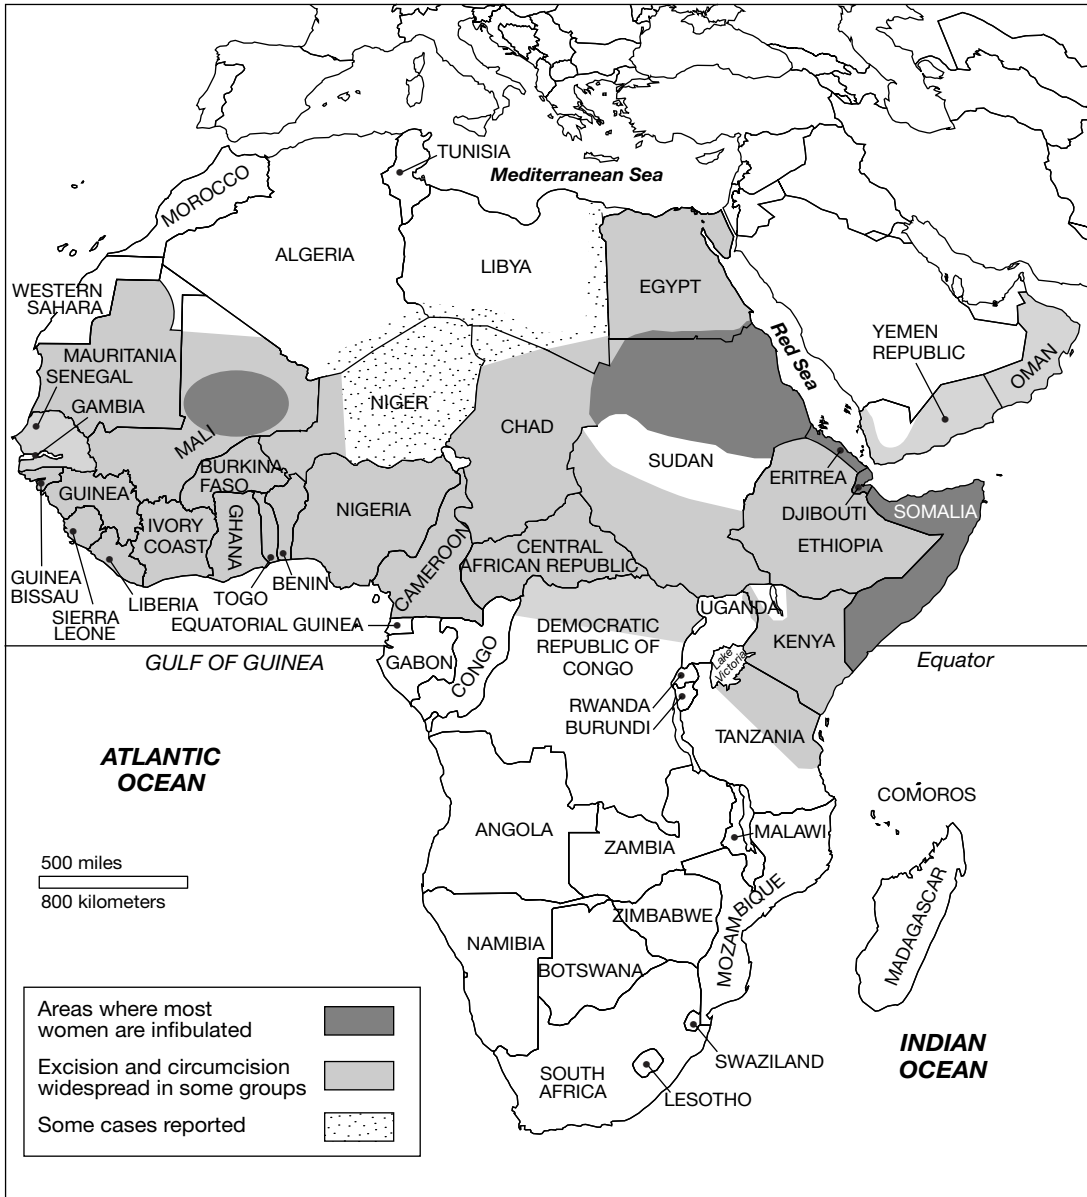 TUNISIA
Mediterranean Sea
MOROCCO
ALGERIA
LIBYA
EGYPT
WESTERN
SAHARA
Red Sea
YEMEN
REPUBLIC
OMAN
MAURITANIA
SENEGAL
GAMBIA
NIGER
CHAD
MALI
SUDAN
BURKINA
FASO
ERITREA
GUINEA
NIGERIA
SOMALIA
DJIBOUTI
IVORY
COAST
GHANA
ETHIOPIA
CENTRAL
AFRICAN REPUBLIC
CAMEROON
GUINEA
BISSAU
BENIN
LIBERIA
TOGO
SIERRA
LEONE
UGANDA
EQUATORIAL GUINEA
DEMOCRATIC
REPUBLIC OF
CONGO
KENYA
GULF OF GUINEA
GABON
CONGO
Lake
Victoria
Equator
RWANDA
BURUNDI
TANZANIA
ATLANTIC
OCEAN
COMOROS
ANGOLA
MALAWI
ZAMBIA
500 miles
800 kilometers
MOZAMBIQUE
ZIMBABWE
MADAGASCAR
NAMIBIA
BOTSWANA
Areas where most
women are infibulated
INDIAN
OCEAN
SWAZILAND
Excision and circumcision
widespread in some groups
SOUTH
AFRICA
LESOTHO
Some cases reported